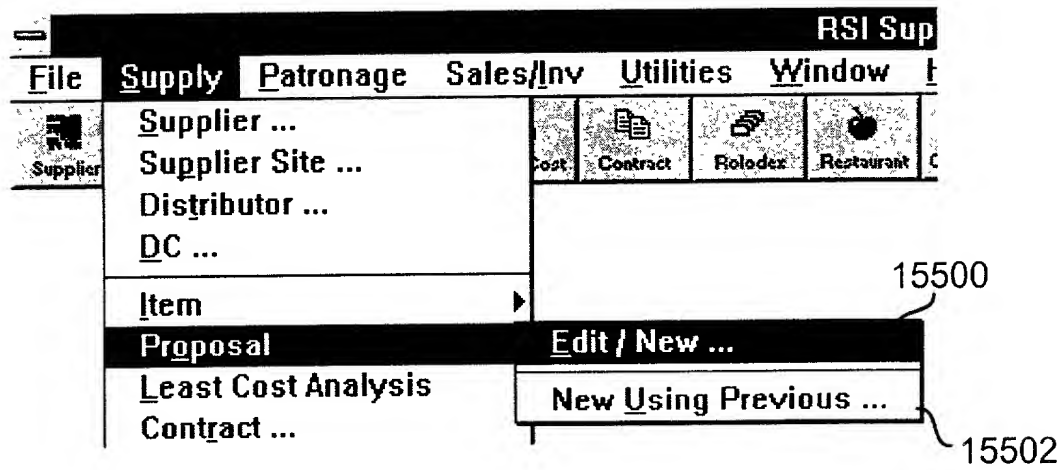 RSI Sup
File Supply Patronage Sales/Inv Utilities Window H
Supplier Cost Contract Rolodex Restaurant
Supplier ...
Supplier Site ...
Distributor ...
DC ...
Item
Proposal
Least Cost Analysis
Contract ...
15500
Edit / New ...
New Using Previous ...
15502